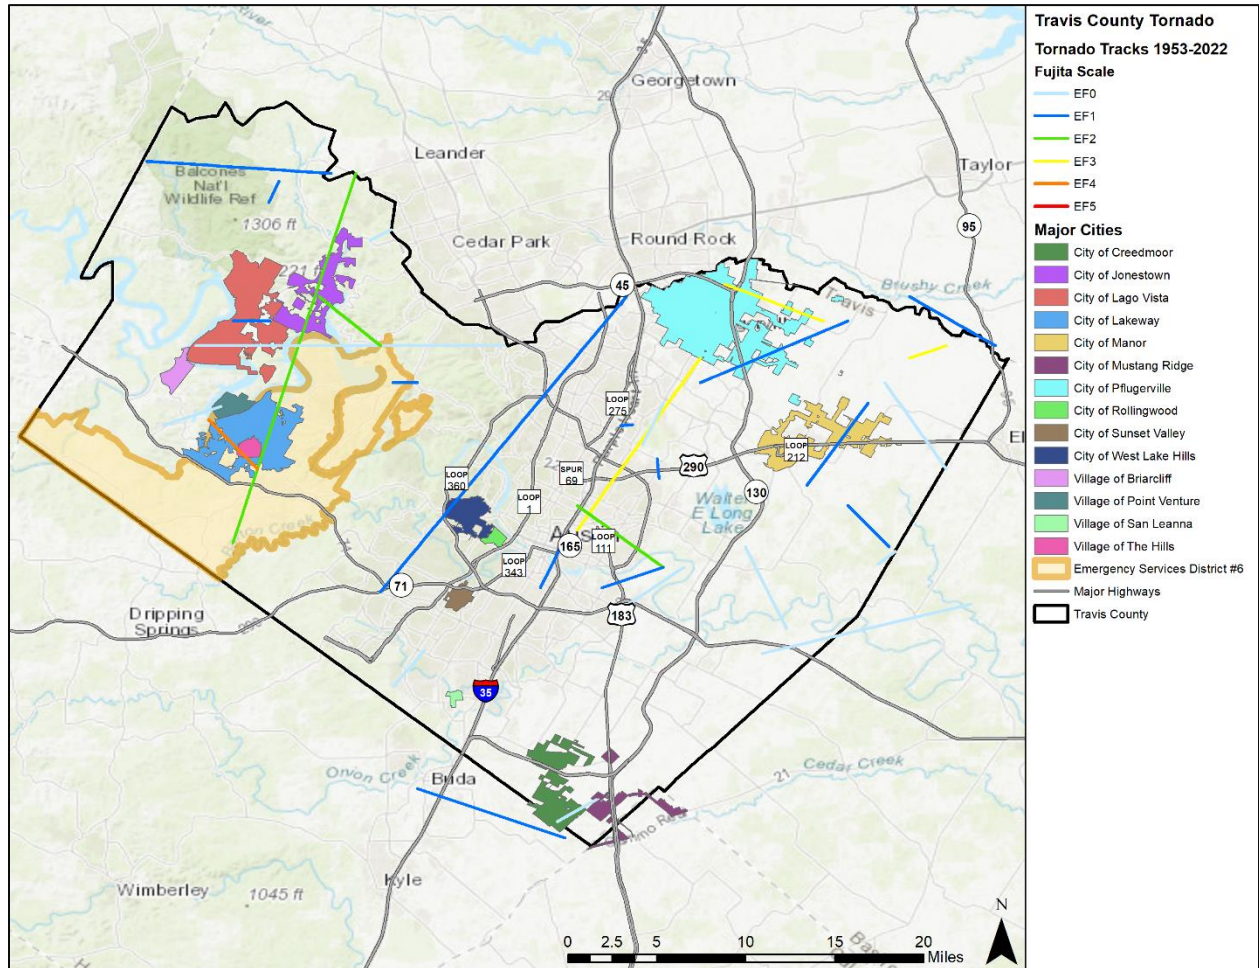 Georgetown
29
Leander
Taylor
Balcones
Nat'l
Wildlife Ref
1306 ft
95
Cedar Park
Round Rock
221 ft
45
Brushy Creek
Travis
LOOP
275
LOOP
212
LOOP
360
SPUR
69
290
LOOP
1
130
Walter
E Long
Lake
Austin
165
LOOP
111
LOOP
343
71
71
Dripping
Springs
290
183
35
Onion Creek
Buda
21
Cedar Creek
Kyle
Wimberley
1045 ft
N
0 2.5 5 10 15 20
Miles
Travis County Tornado
Tornado Tracks 1953-2022
Fujita Scale
EF0
EF1
EF2
EF3
EF4
EF5
Major Cities
City of Creedmoor
City of Jonestown
City of Lago Vista
City of Lakeway
City of Manor
City of Mustang Ridge
City of Pflugerville
City of Rollingwood
City of Sunset Valley
City of West Lake Hills
Village of Briarcliff
Village of Point Venture
Village of San Leanna
Village of The Hills
Emergency Services District #6
Major Highways
Travis County